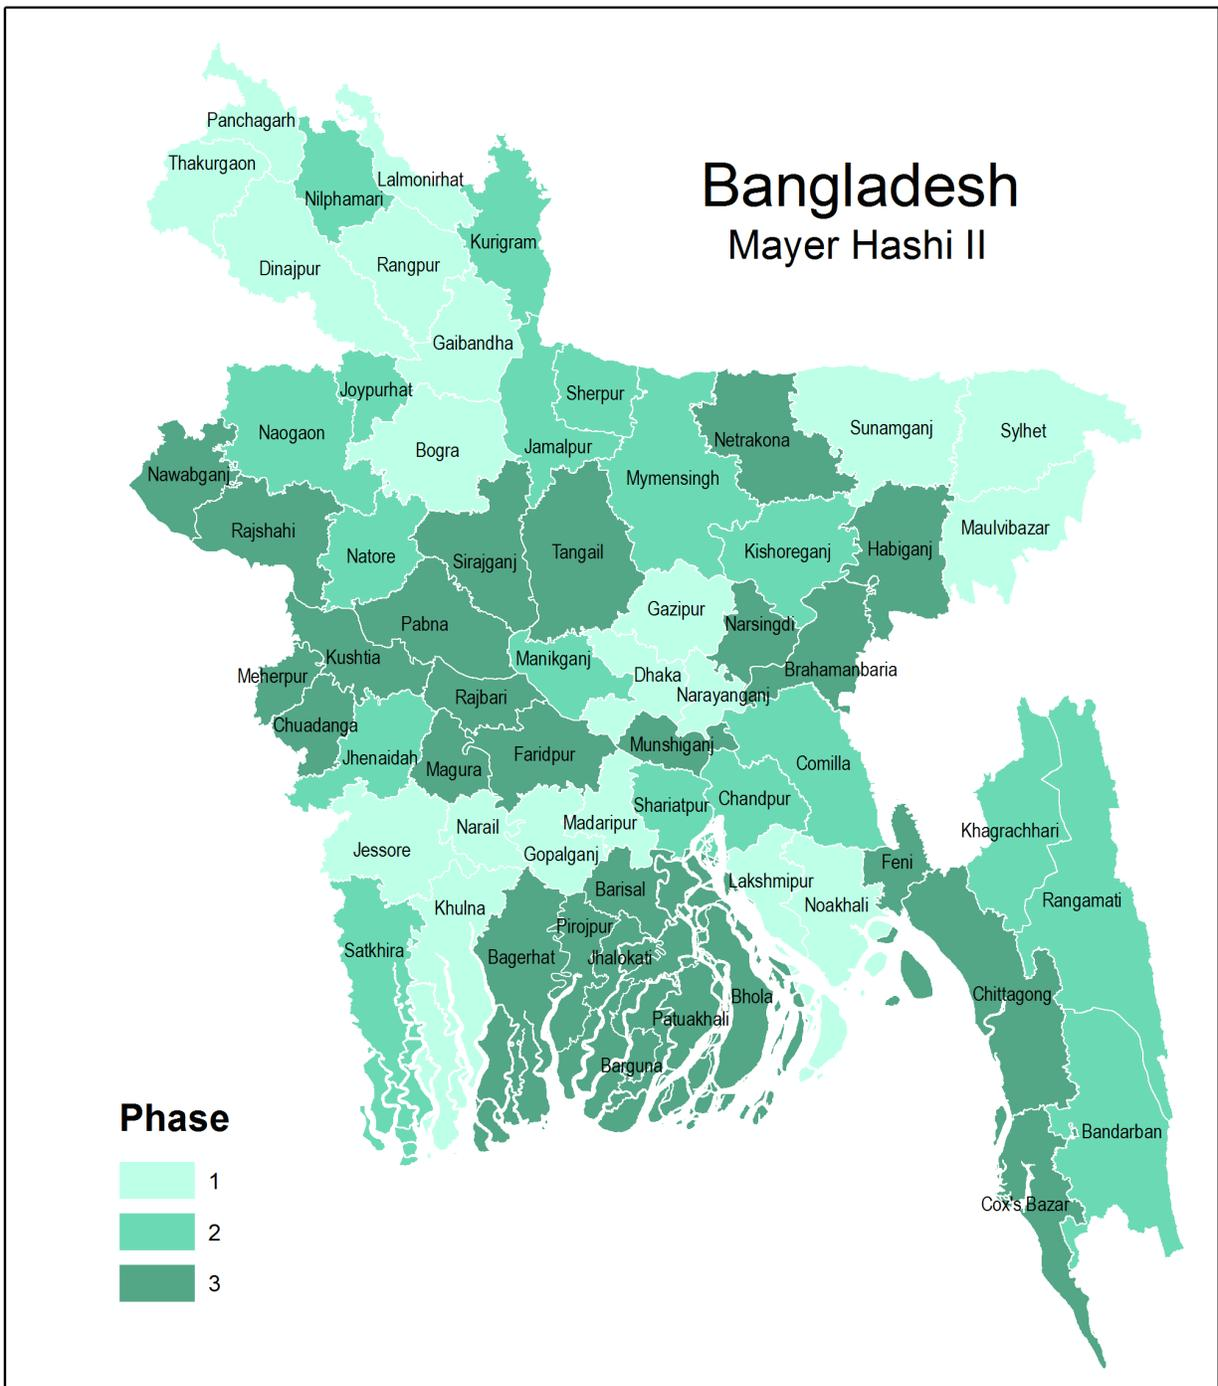 Bangladesh
Mayer Hashi II
Panchagarh
Thakurgaon
Lalmonirhat
Nilphamari
Kurigram
Dinajpur
Rangpur
Gaibandha
Joypurhat
Sherpur
Naogaon
Bogra
Jamalpur
Netrakona
Sunamganj
Sylhet
Nawabganj
Mymensingh
Rajshahi
Natore
Sirajganj
Tangail
Kishoreganj
Habiganj
Maulvibazar
Gazipur
Pabna
Narsingdi
Kushtia
Manikganj
Meherpur
Dhaka
Brahamanbaria
Rajbari
Narayanganj
Chuadanga
Jhenaidah
Magura
Faridpur
Munshiganj
Comilla
Shariatpur
Chandpur
Narail
Madaripur
Khagrachhari
Jessore
Gopalganj
Feni
Barisal
Lakshmipur
Noakhali
Rangamati
Khulna
Pirojpur
Satkhira
Bagerhat
Jhalokati
Bhola
Chittagong
Patuakhali
Barguna
Bandarban
Cox's Bazar
Phase
1
2
3